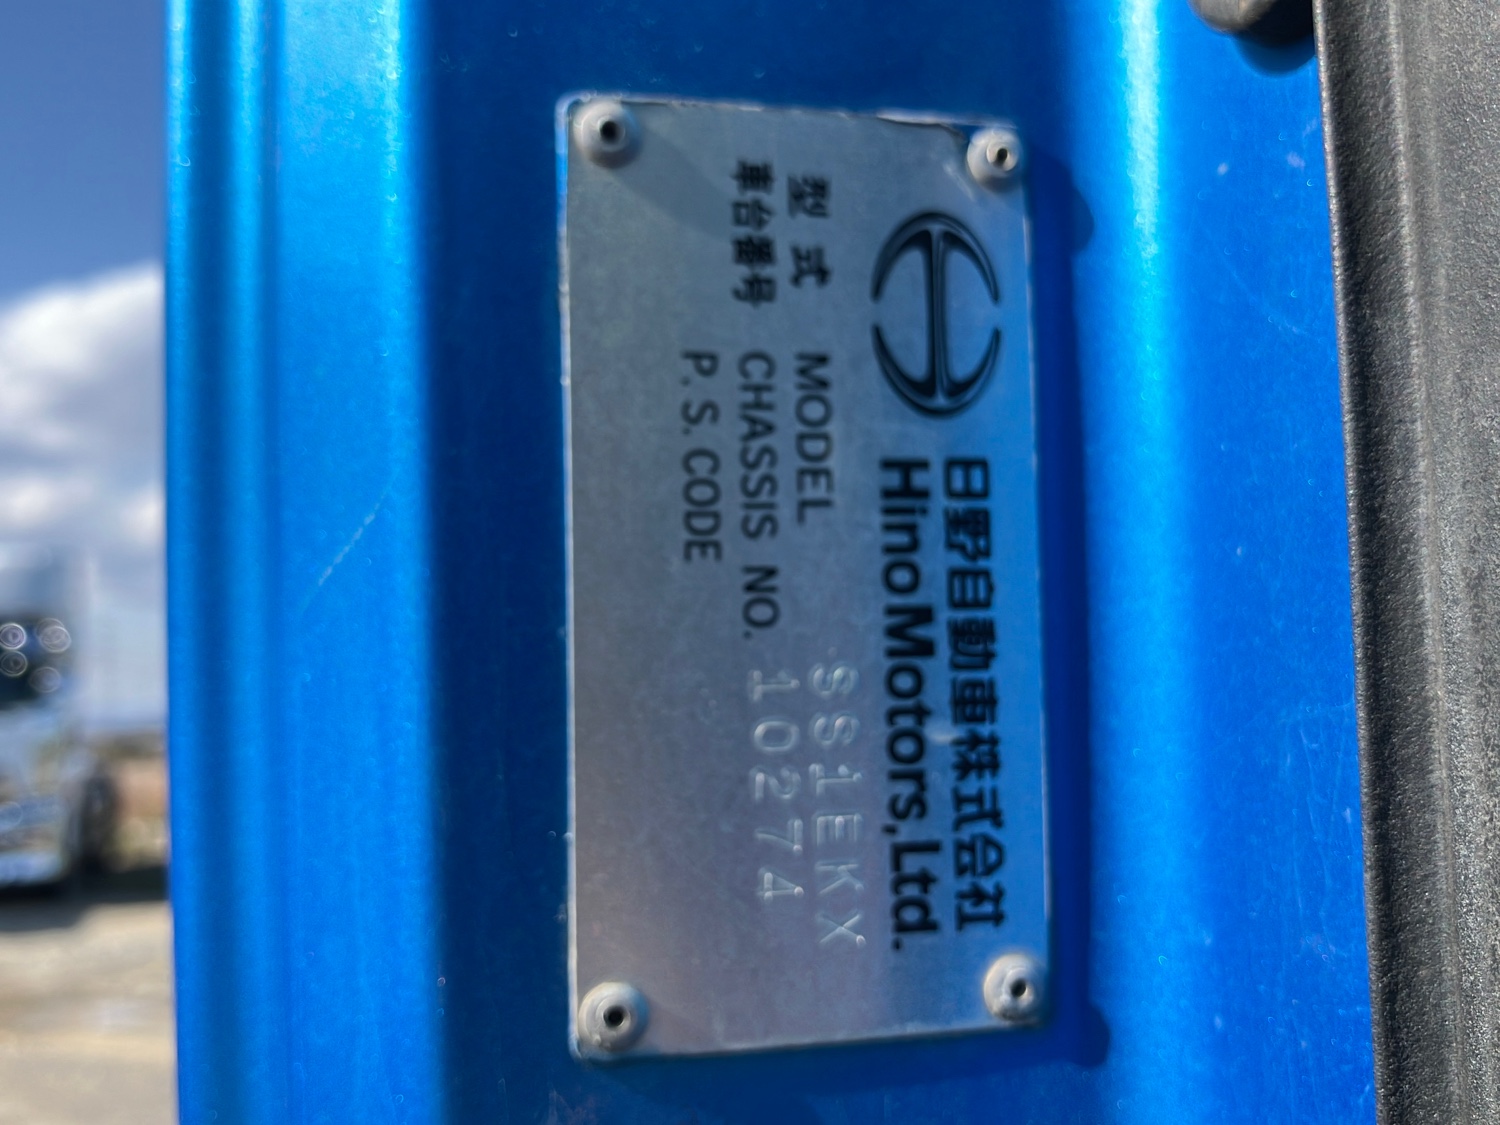 日野自動車株式会社
Hino Motors, Ltd.
型式 MODEL SS1EKX
車台番号 CHASSIS NO. 10274
P.S.CODE